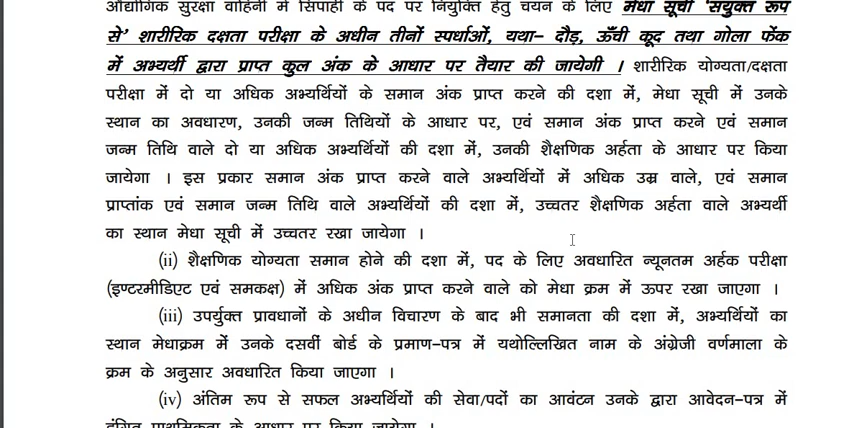 औद्योगिक सुरक्षा वाहिनी में सिपाही के पद पर नियुक्ति हेतु चयन के लिए मेधा सूची 'संयुक्त रूप
से' शारीरिक दक्षता परीक्षा के अधीन तीनों स्पर्धाओं, यथा– दौड़, ऊँची कूद तथा गोला फेंक
में अभ्यर्थी द्वारा प्राप्त कुल अंक के आधार पर तैयार की जायेगी । शारीरिक योग्यता/दक्षता
परीक्षा में दो या अधिक अभ्यर्थियों के समान अंक प्राप्त करने की दशा में, मेधा सूची में उनके
स्थान का अवधारण, उनकी जन्म तिथियों के आधार पर, एवं समान अंक प्राप्त करने एवं समान
जन्म तिथि वाले दो या अधिक अभ्यर्थियों की दशा में, उनकी शैक्षणिक अर्हता के आधार पर किया
जायेगा । इस प्रकार समान अंक प्राप्त करने वाले अभ्यर्थियों में अधिक उम्र वाले, एवं समान
प्राप्तांक एवं समान जन्म तिथि वाले अभ्यर्थियों की दशा में, उच्चतर शैक्षणिक अर्हता वाले अभ्यर्थी
का स्थान मेधा सूची में उच्चतर रखा जायेगा ।
(ii) शैक्षणिक योग्यता समान होने की दशा में, पद के लिए अवधारित न्यूनतम अर्हक परीक्षा
(इण्टरमीडिएट एवं समकक्ष) में अधिक अंक प्राप्त करने वाले को मेधा क्रम में ऊपर रखा जाएगा ।
(iii) उपर्युक्त प्रावधानों के अधीन विचारण के बाद भी समानता की दशा में, अभ्यर्थियों का
स्थान मेधाक्रम में उनके दसवीं बोर्ड के प्रमाण–पत्र में यथोल्लिखित नाम के अंग्रेजी वर्णमाला के
क्रम के अनुसार अवधारित किया जाएगा ।
(iv) अंतिम रूप से सफल अभ्यर्थियों की सेवा/पदों का आवंटन उनके द्वारा आवेदन–पत्र में
इंगित प्राथमिकता के आधार पर किया जायेगा ।